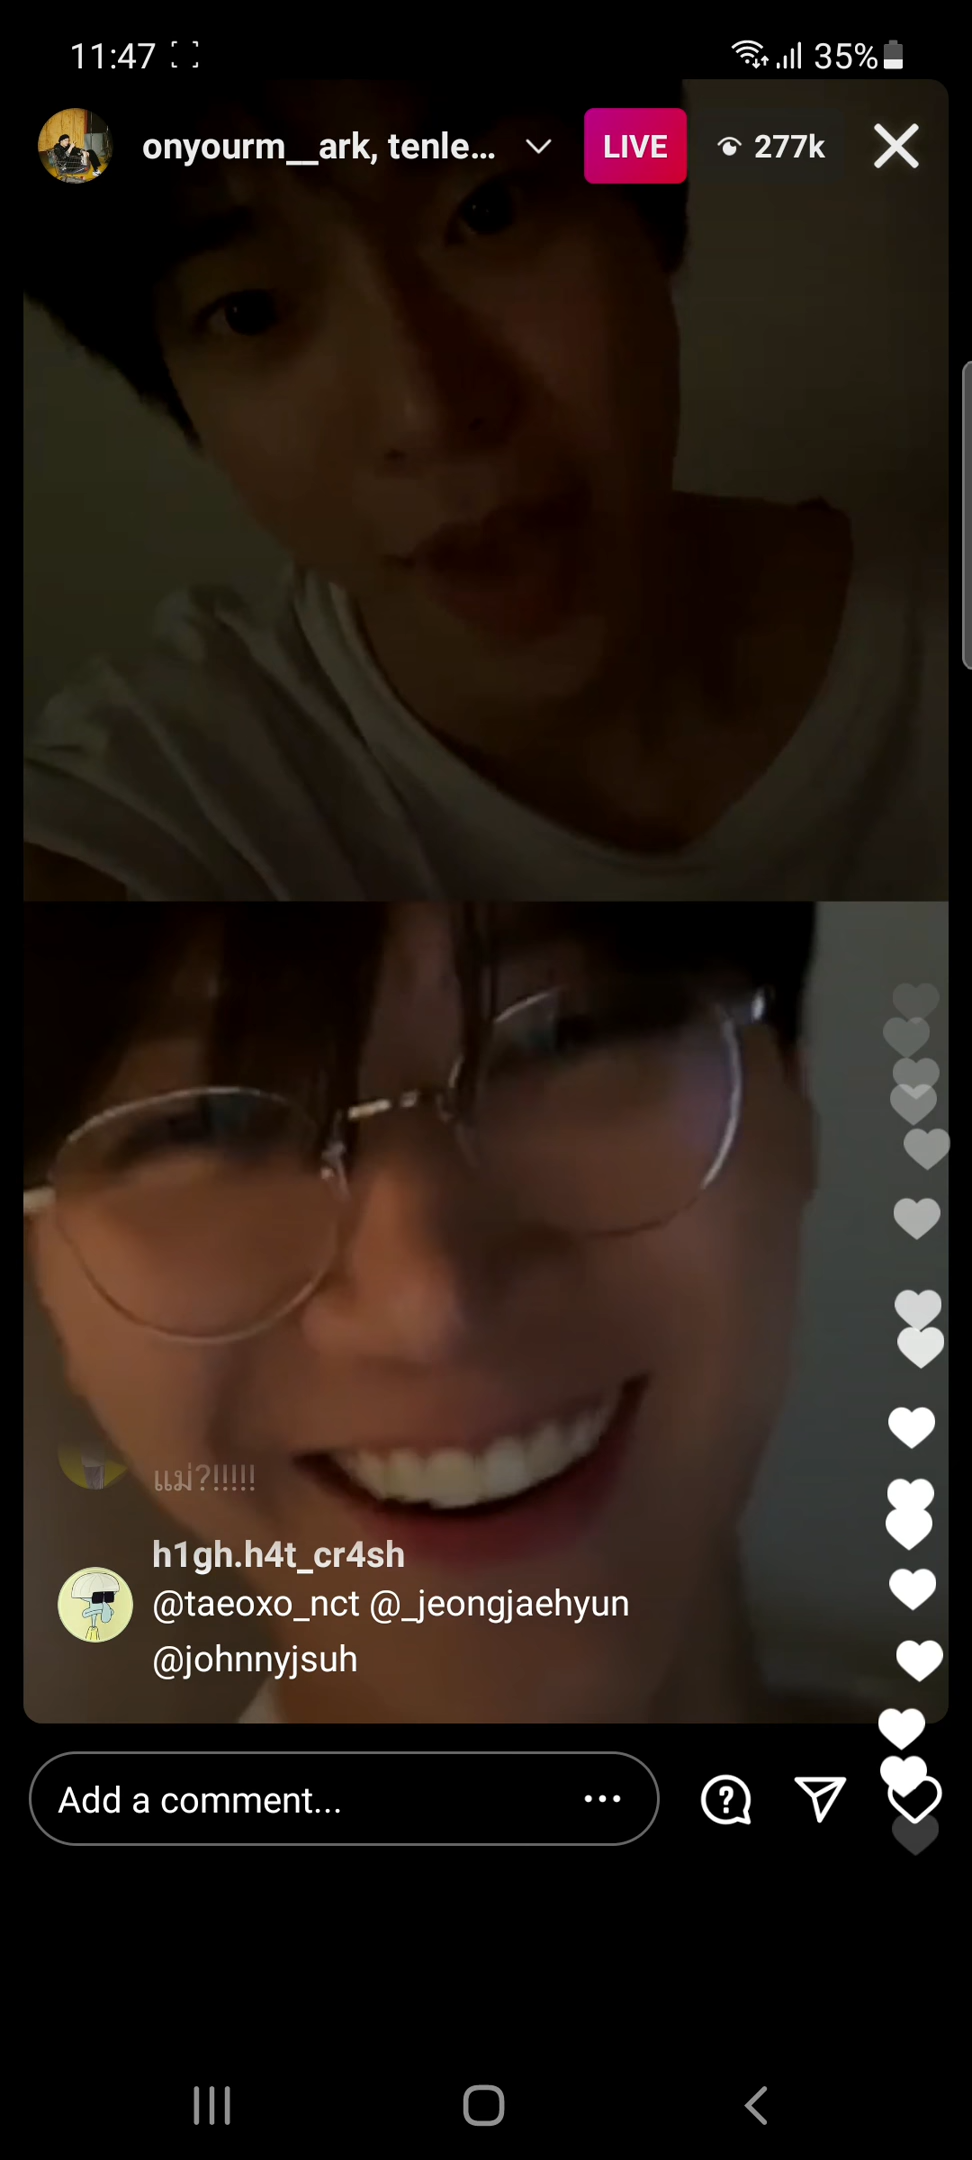 11:47
35%
onyourm__ark, tenle...
LIVE
277k
แม่?!!!!!
h1gh.h4t_cr4sh
@taeoxo_nct @_jeongjaehyun
@johnnyjsuh
Add a comment...